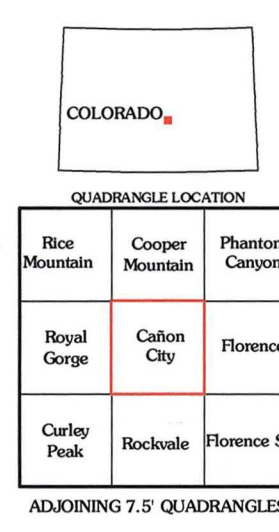 COLORADO
QUADRANGLE LOCATION
Rice
Mountain
Cooper
Mountain
Phantom
Canyon
Royal
Gorge
Cañon
City
Florence
Curley
Peak
Rockvale
Florence S
ADJOINING 7.5' QUADRANGLES